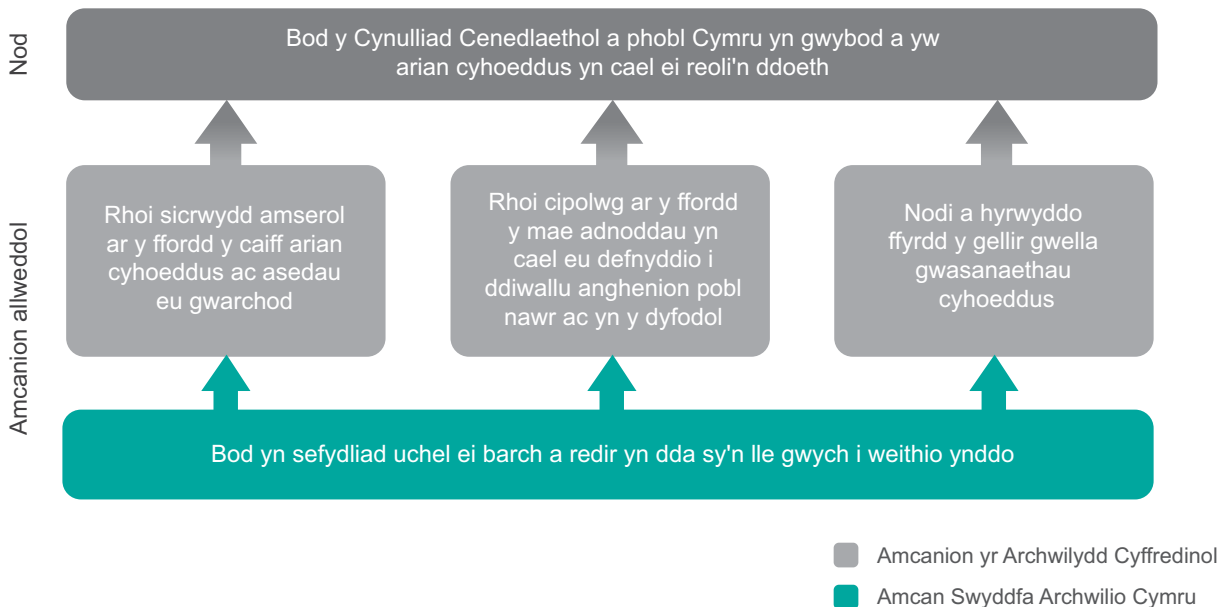 Nod
Bod y Cynulliad Cenedlaethol a phobl Cymru yn gwybod a yw
arian cyhoeddus yn cael ei reoli'n ddoeth
Amcanion allweddol
Rhoi sicrwydd amserol
ar y ffordd y caiff arian
cyhoeddus ac asedau
eu gwarchod
Rhoi cipolwg ar y ffordd
y mae adnoddau yn
cael eu defnyddio i
ddiwallu anghenion pobl
nawr ac yn y dyfodol
Nodi a hyrwyddo
ffyrdd y gellir gwella
gwasanaethau
cyhoeddus
Bod yn sefydliad uchel ei barch a redir yn dda sy'n lle gwych i weithio ynddo
Amcanion yr Archwilydd Cyffredinol
Amcan Swyddfa Archwilio Cymru